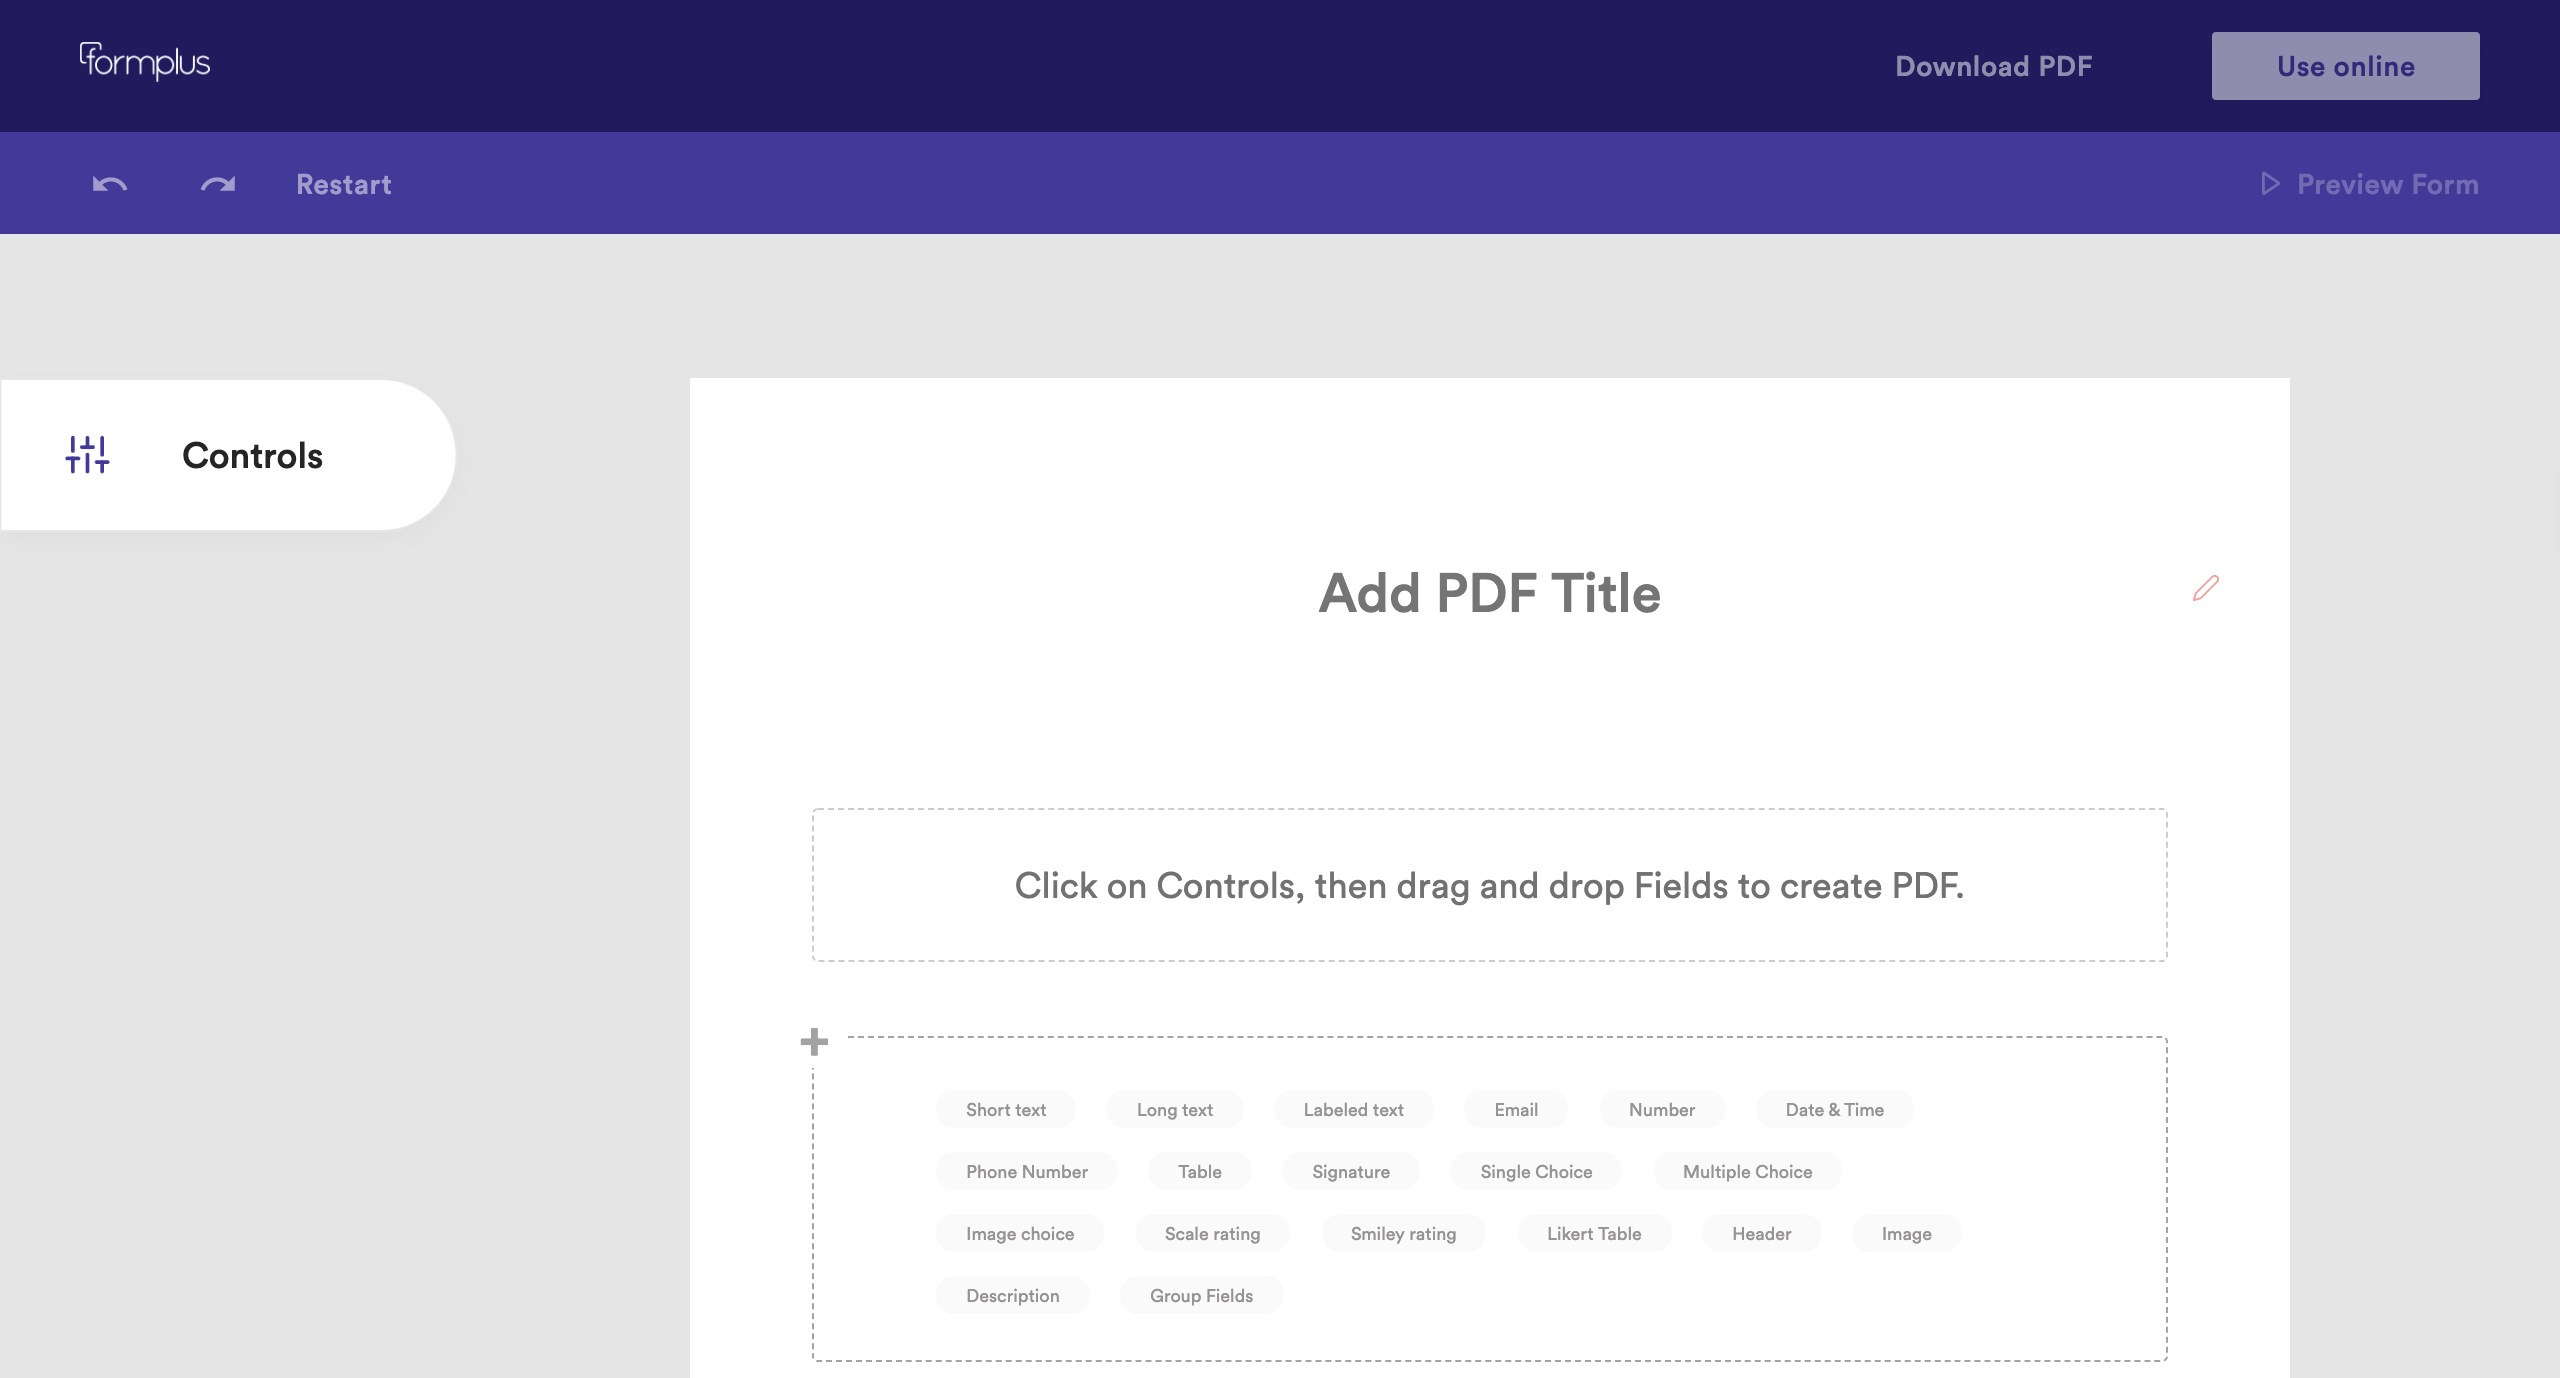 formplus
Download PDF
Use online
Restart
Preview Form
Controls
Add PDF Title
Click on Controls, then drag and drop Fields to create PDF.
Short text Long text Labeled text Email Number Date & Time
Phone Number Table Signature Single Choice Multiple Choice
Image choice Scale rating Smiley rating Likert Table Header Image
Description Group Fields